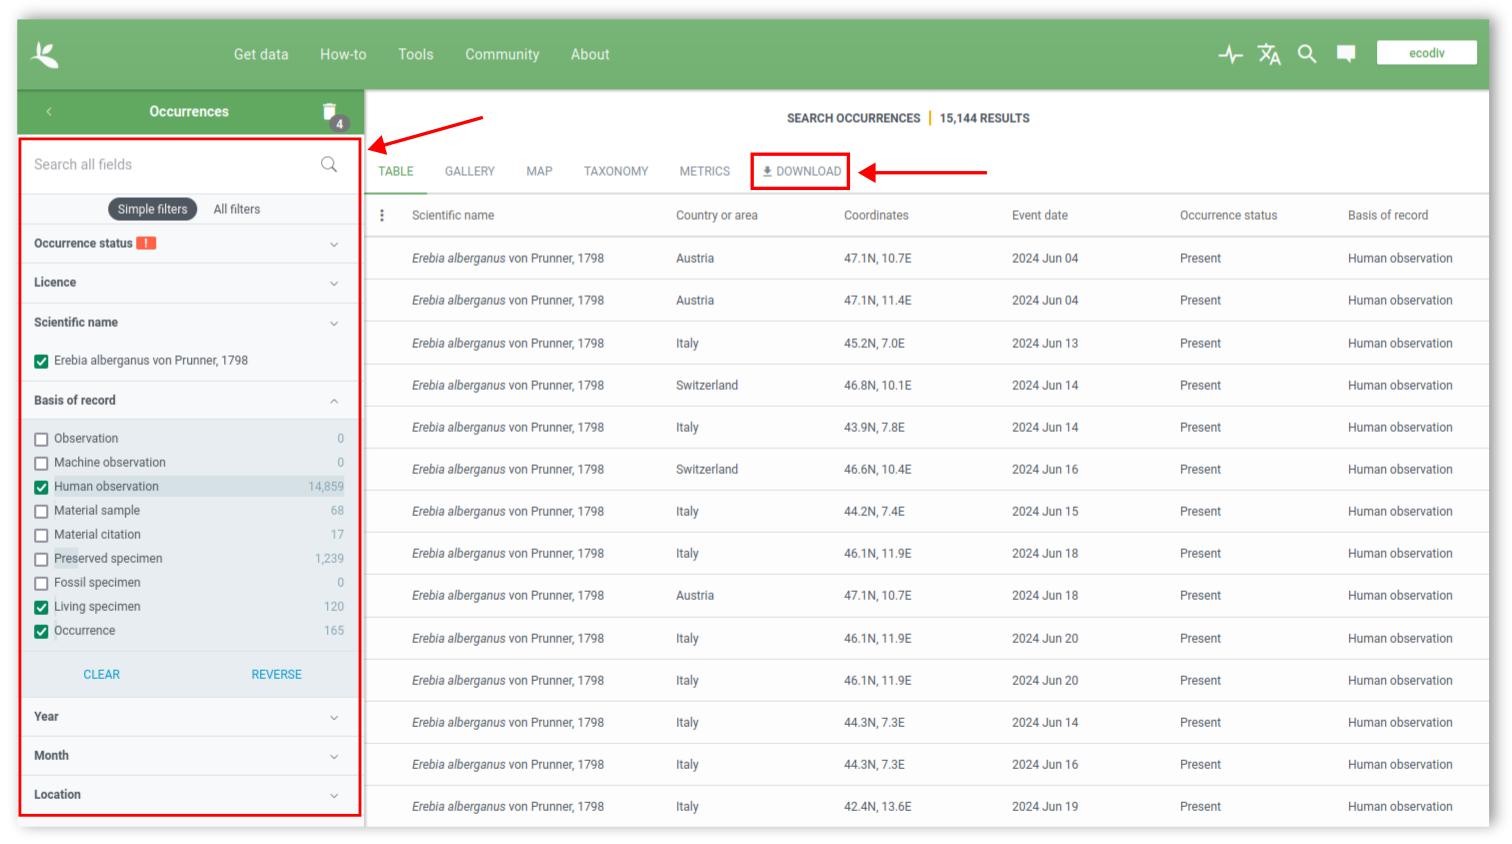 Get data How-to Tools Community About ecodiv
Occurrences 4
SEARCH OCCURRENCES 15,144 RESULTS
Search all fields
TABLE GALLERY MAP TAXONOMY METRICS DOWNLOAD
Simple filters All filters
Scientific name Country or area Coordinates Event date Occurrence status Basis of record
Occurrence status !
Licence
Scientific name
Erebia alberganus von Prunner, 1798
Basis of record
Observation 0
Machine observation 0
Human observation 14,859
Material sample 68
Material citation 17
Preserved specimen 1,239
Fossil specimen 0
Living specimen 120
Occurrence 165
CLEAR REVERSE
Year
Month
Location
Erebia alberganus von Prunner, 1798 Austria 47.1N, 10.7E 2024 Jun 04 Present Human observation
Erebia alberganus von Prunner, 1798 Austria 47.1N, 11.4E 2024 Jun 04 Present Human observation
Erebia alberganus von Prunner, 1798 Italy 45.2N, 7.0E 2024 Jun 13 Present Human observation
Erebia alberganus von Prunner, 1798 Switzerland 46.8N, 10.1E 2024 Jun 14 Present Human observation
Erebia alberganus von Prunner, 1798 Italy 43.9N, 7.8E 2024 Jun 14 Present Human observation
Erebia alberganus von Prunner, 1798 Switzerland 46.6N, 10.4E 2024 Jun 16 Present Human observation
Erebia alberganus von Prunner, 1798 Italy 44.2N, 7.4E 2024 Jun 15 Present Human observation
Erebia alberganus von Prunner, 1798 Italy 46.1N, 11.9E 2024 Jun 18 Present Human observation
Erebia alberganus von Prunner, 1798 Austria 47.1N, 10.7E 2024 Jun 18 Present Human observation
Erebia alberganus von Prunner, 1798 Italy 46.1N, 11.9E 2024 Jun 20 Present Human observation
Erebia alberganus von Prunner, 1798 Italy 46.1N, 11.9E 2024 Jun 20 Present Human observation
Erebia alberganus von Prunner, 1798 Italy 44.3N, 7.3E 2024 Jun 14 Present Human observation
Erebia alberganus von Prunner, 1798 Italy 44.3N, 7.3E 2024 Jun 16 Present Human observation
Erebia alberganus von Prunner, 1798 Italy 42.4N, 13.6E 2024 Jun 19 Present Human observation